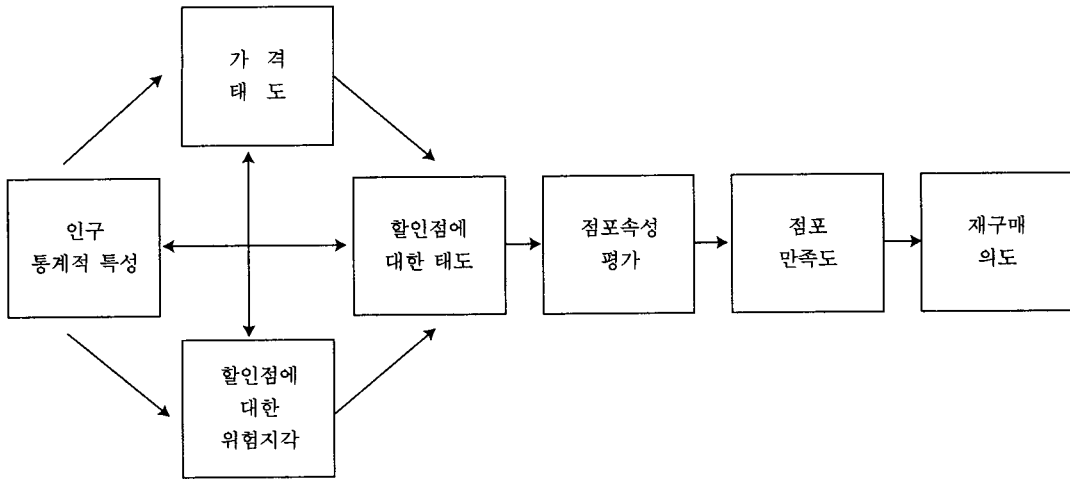 가 격
태 도
인구
통계적 특성
할인점에
대한 태도
점포속성
평가
점포
만족도
재구매
의도
할인점에
대한
위험지각